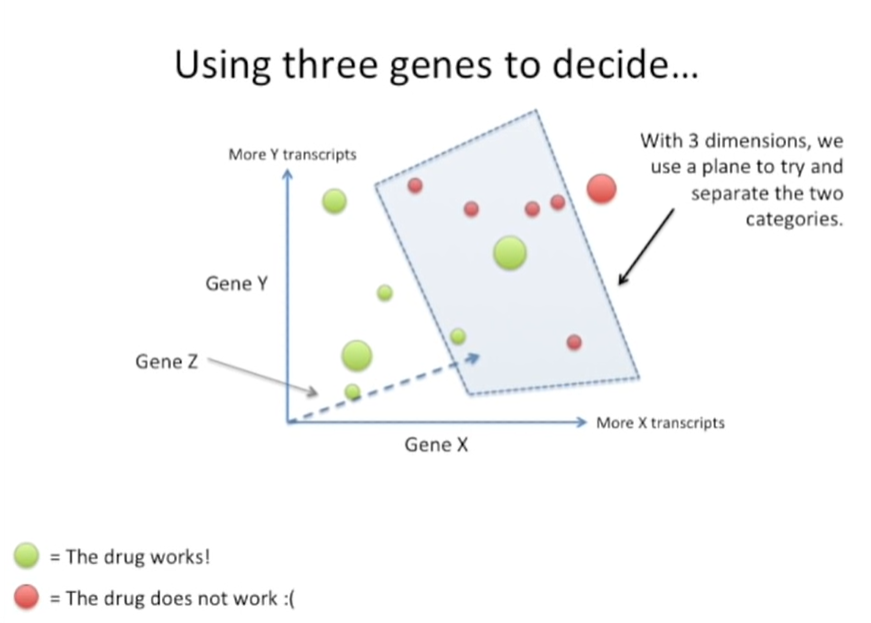 Using three genes to decide...
More Y transcripts
With 3 dimensions, we
use a plane to try and
separate the two
categories.
Gene Y
Gene Z
More X transcripts
Gene X
= The drug works!
= The drug does not work :(